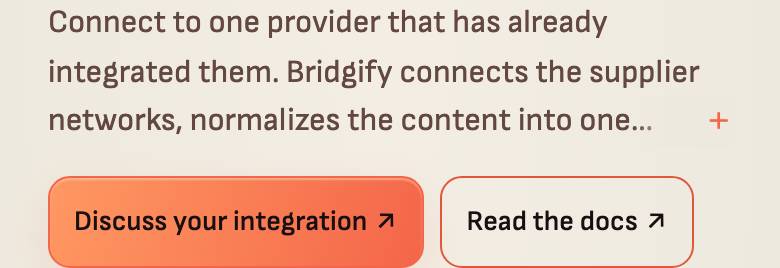 Connect to one provider that has already
integrated them. Bridgify connects the supplier
networks, normalizes the content into one...
+
Discuss your integration ↗
Read the docs ↗